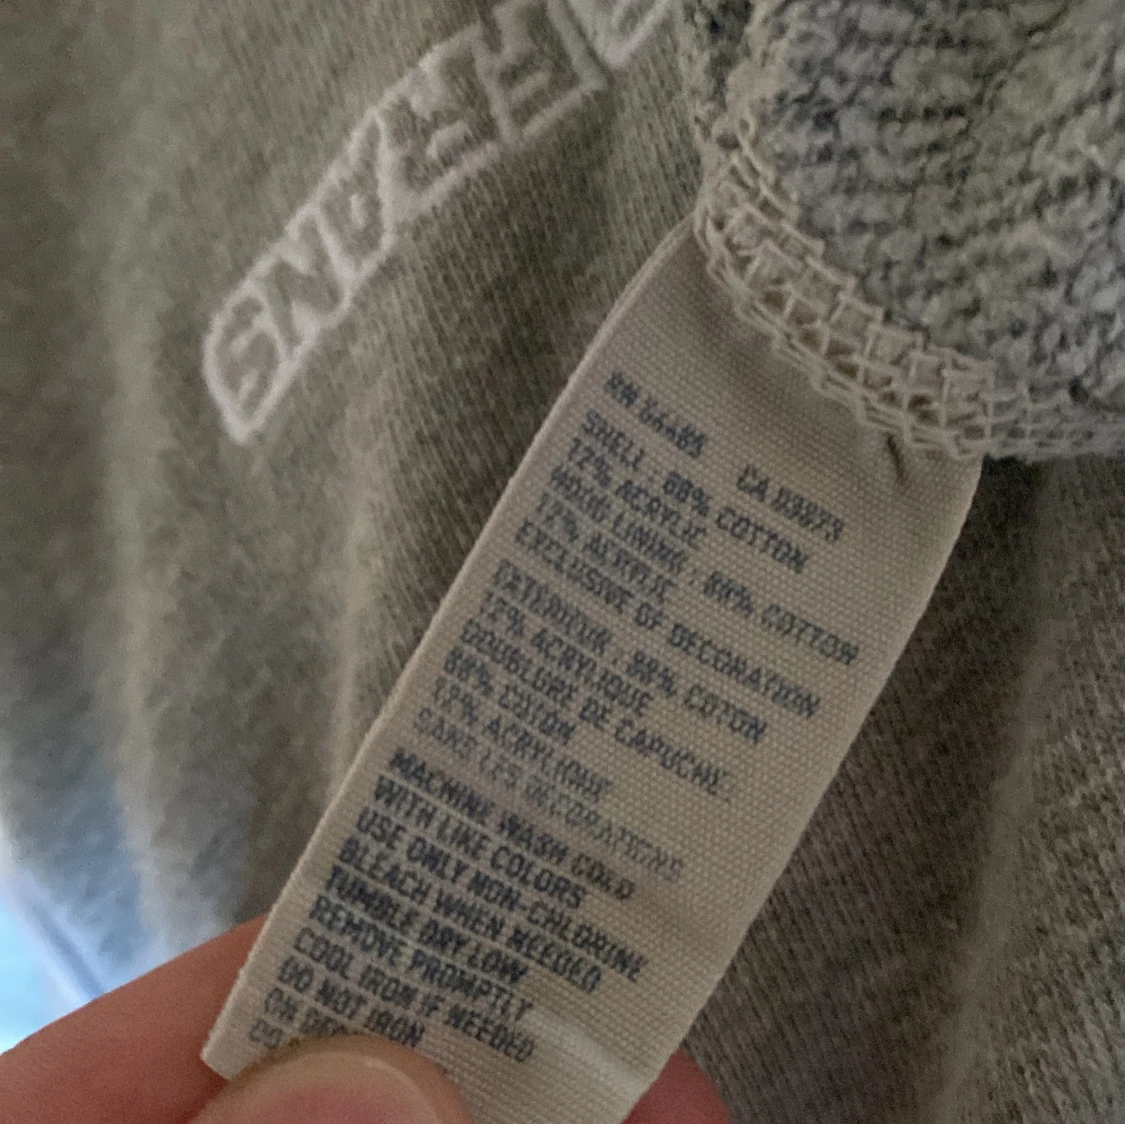 SHELL : 88% COTTON
12% ACRYLIC
HOOD LINING : 88% COTTON
12% ACRYLIC
EXCLUSIVE OF DECORATION
EXTERIEUR : 88% COTON
12% ACRYLIQUE
DOUBLURE DE CAPUCHE:
88% COTON
12% ACRYLIQUE
SANS LES DECORATIONS
MACHINE WASH COLD
WITH LIKE COLORS
USE ONLY NON-CHLORINE
BLEACH WHEN NEEDED
TUMBLE DRY LOW
REMOVE PROMPTLY
COOL IRON IF NEEDED
DO NOT IRON
ON